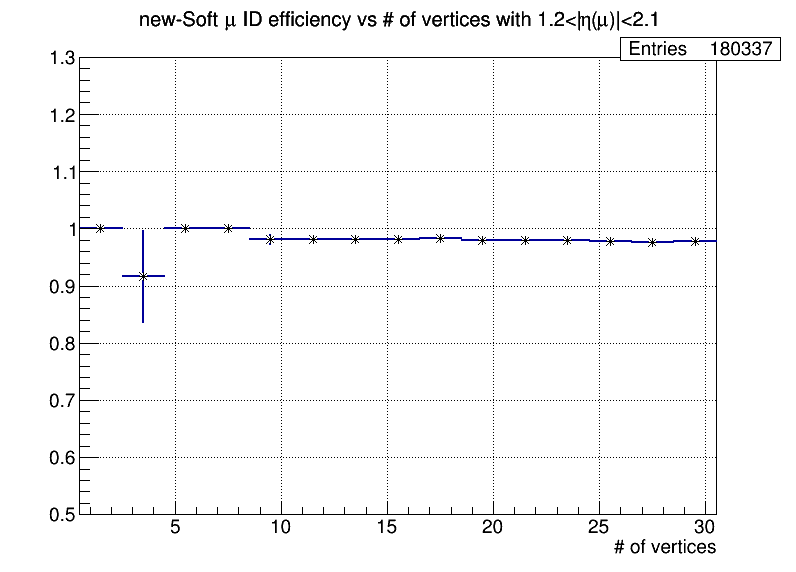 new-Soft μ ID efficiency vs # of vertices with 1.2<|η(μ)|<2.1
Entries 180337
1.3
1.2
1.1
1
0.9
0.8
0.7
0.6
0.5
5 10 15 20 25 30
# of vertices